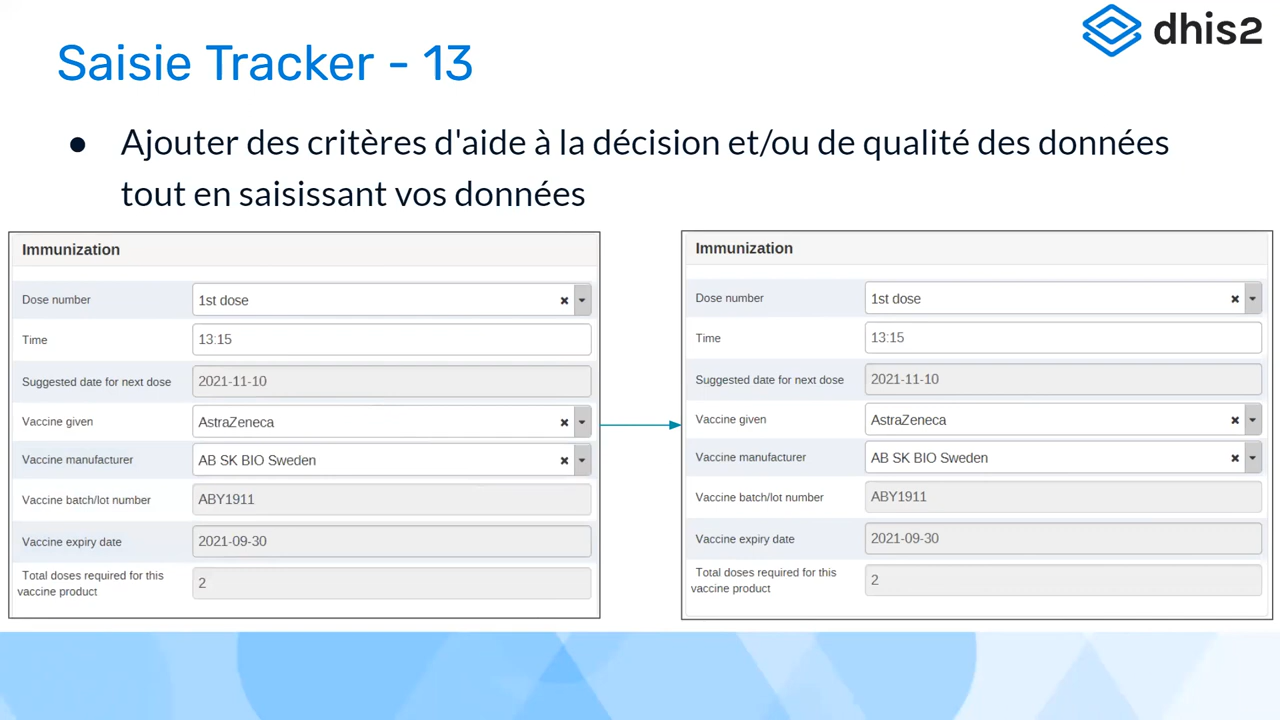 dhis2
Saisie Tracker - 13
● Ajouter des critères d'aide à la décision et/ou de qualité des données
tout en saisissant vos données
Immunization
Dose number 1st dose
Time 13:15
Suggested date for next dose 2021-11-10
Vaccine given AstraZeneca
Vaccine manufacturer AB SK BIO Sweden
Vaccine batch/lot number ABY1911
Vaccine expiry date 2021-09-30
Total doses required for this
vaccine product 2
Immunization
Dose number 1st dose
Time 13:15
Suggested date for next dose 2021-11-10
Vaccine given AstraZeneca
Vaccine manufacturer AB SK BIO Sweden
Vaccine batch/lot number ABY1911
Vaccine expiry date 2021-09-30
Total doses required for this
vaccine product 2